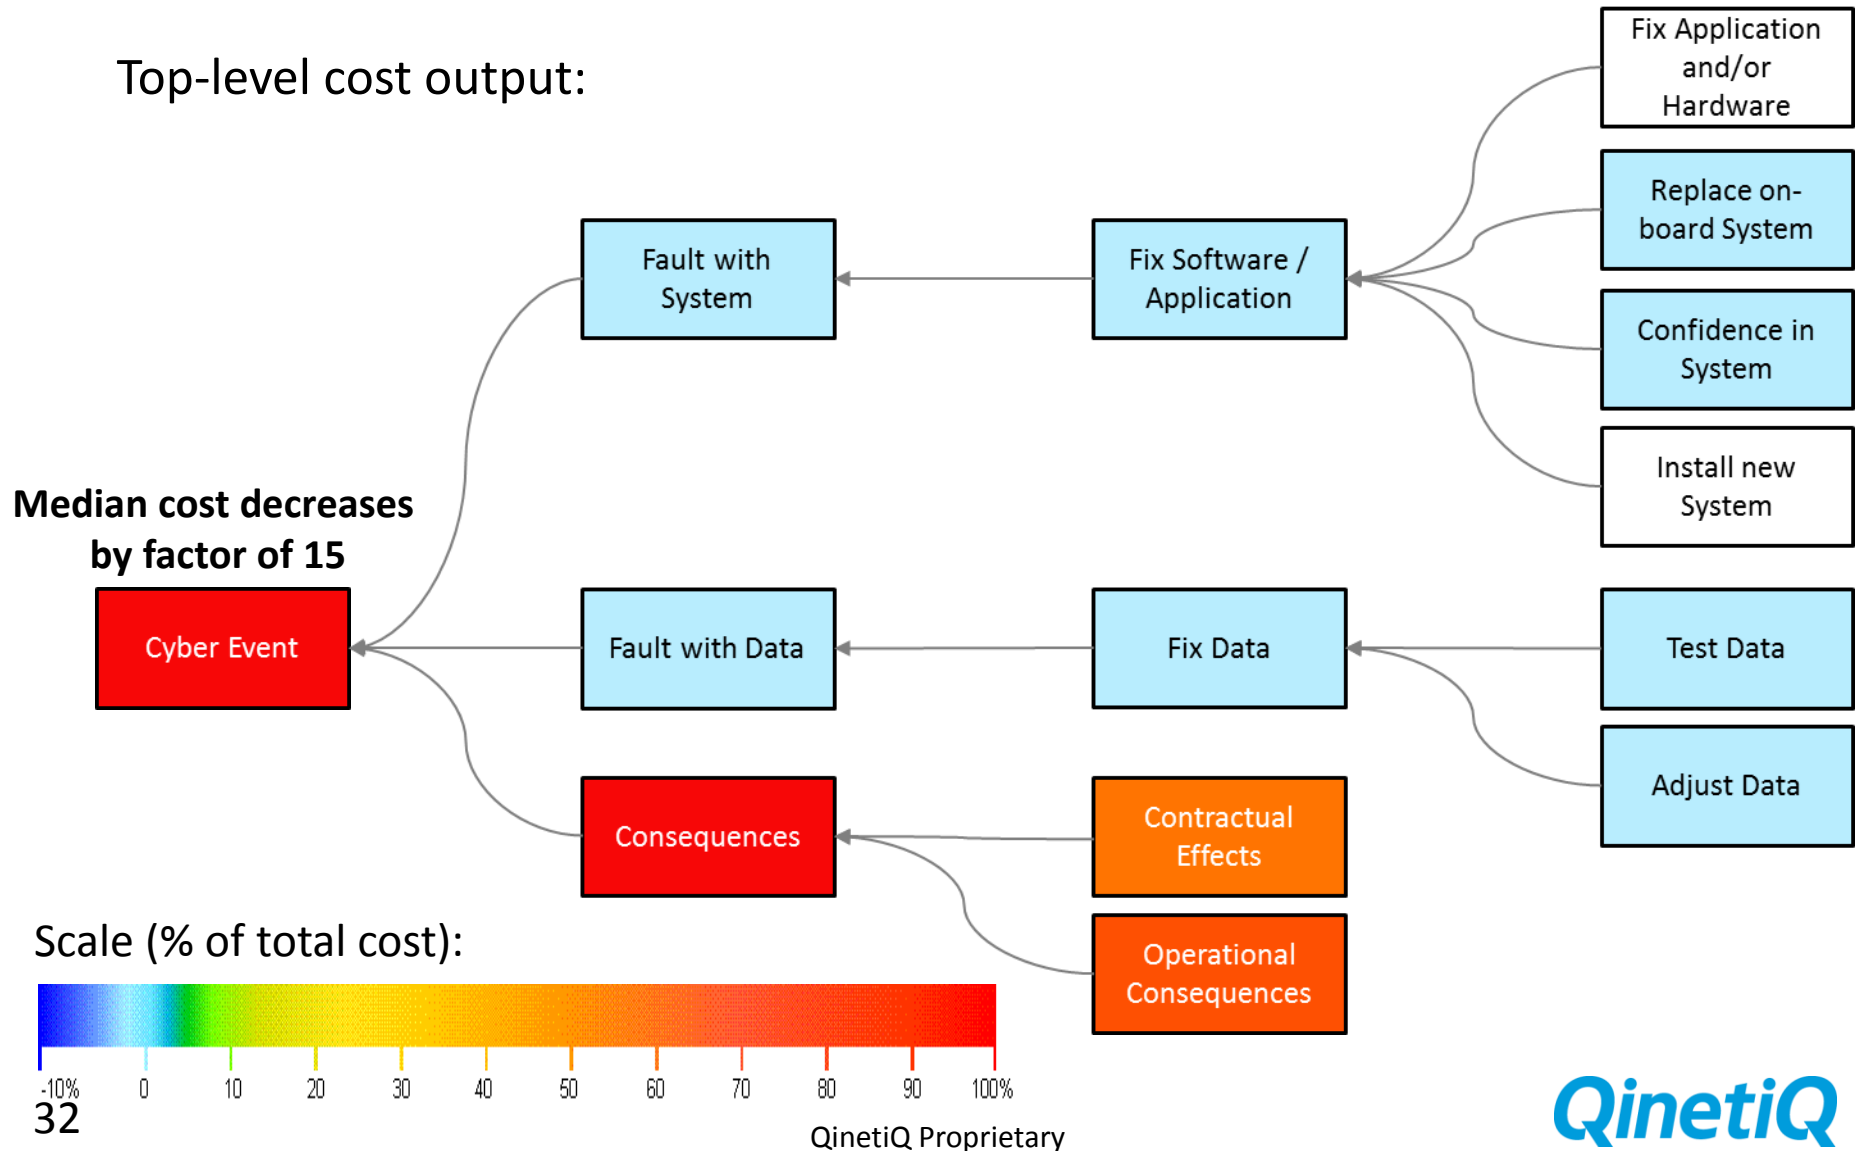 Top-level cost output:
Fix Application
and/or
Hardware
Replace on-
board System
Fault with
System
Fix Software /
Application
Confidence in
System
Install new
System
Median cost decreases
by factor of 15
Cyber Event
Fault with Data
Fix Data
Test Data
Adjust Data
Consequences
Contractual
Effects
Operational
Consequences
Scale (% of total cost):
-10% 0 10 20 30 40 50 60 70 80 90 100%
32
QinetiQ Proprietary
QinetiQ